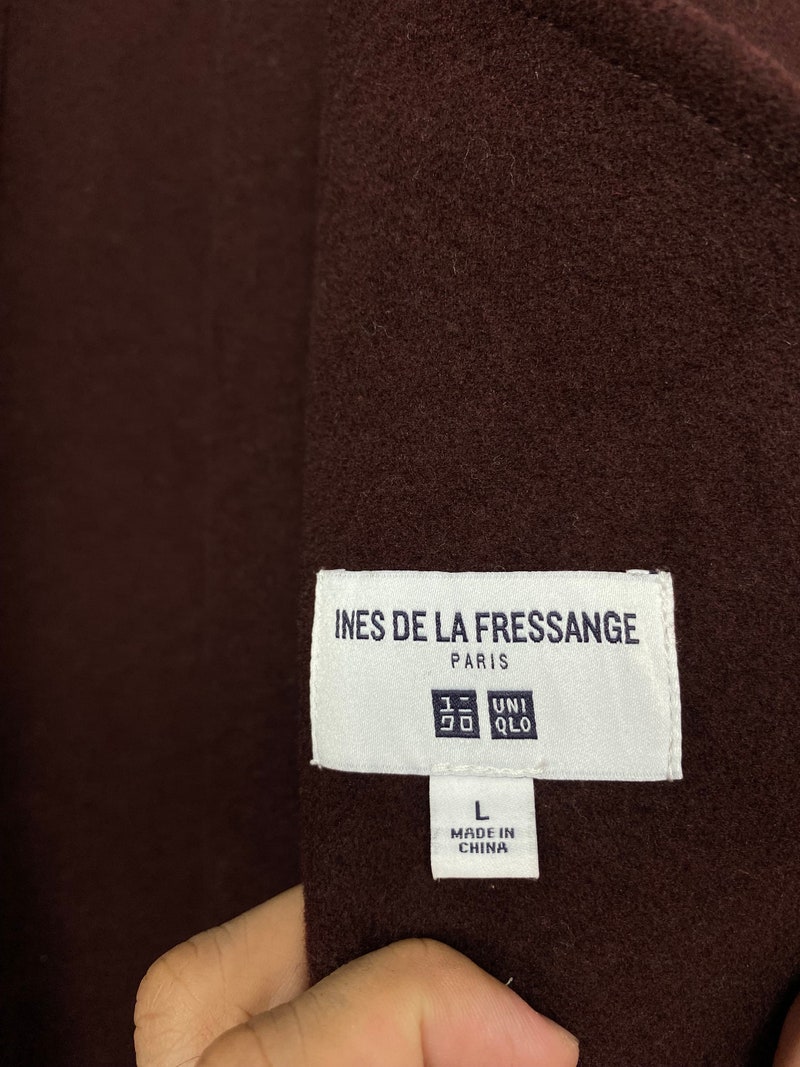 INES DE LA FRESSANGE
PARIS
ユニ UNI
クロ QLO
L
MADE IN
CHINA